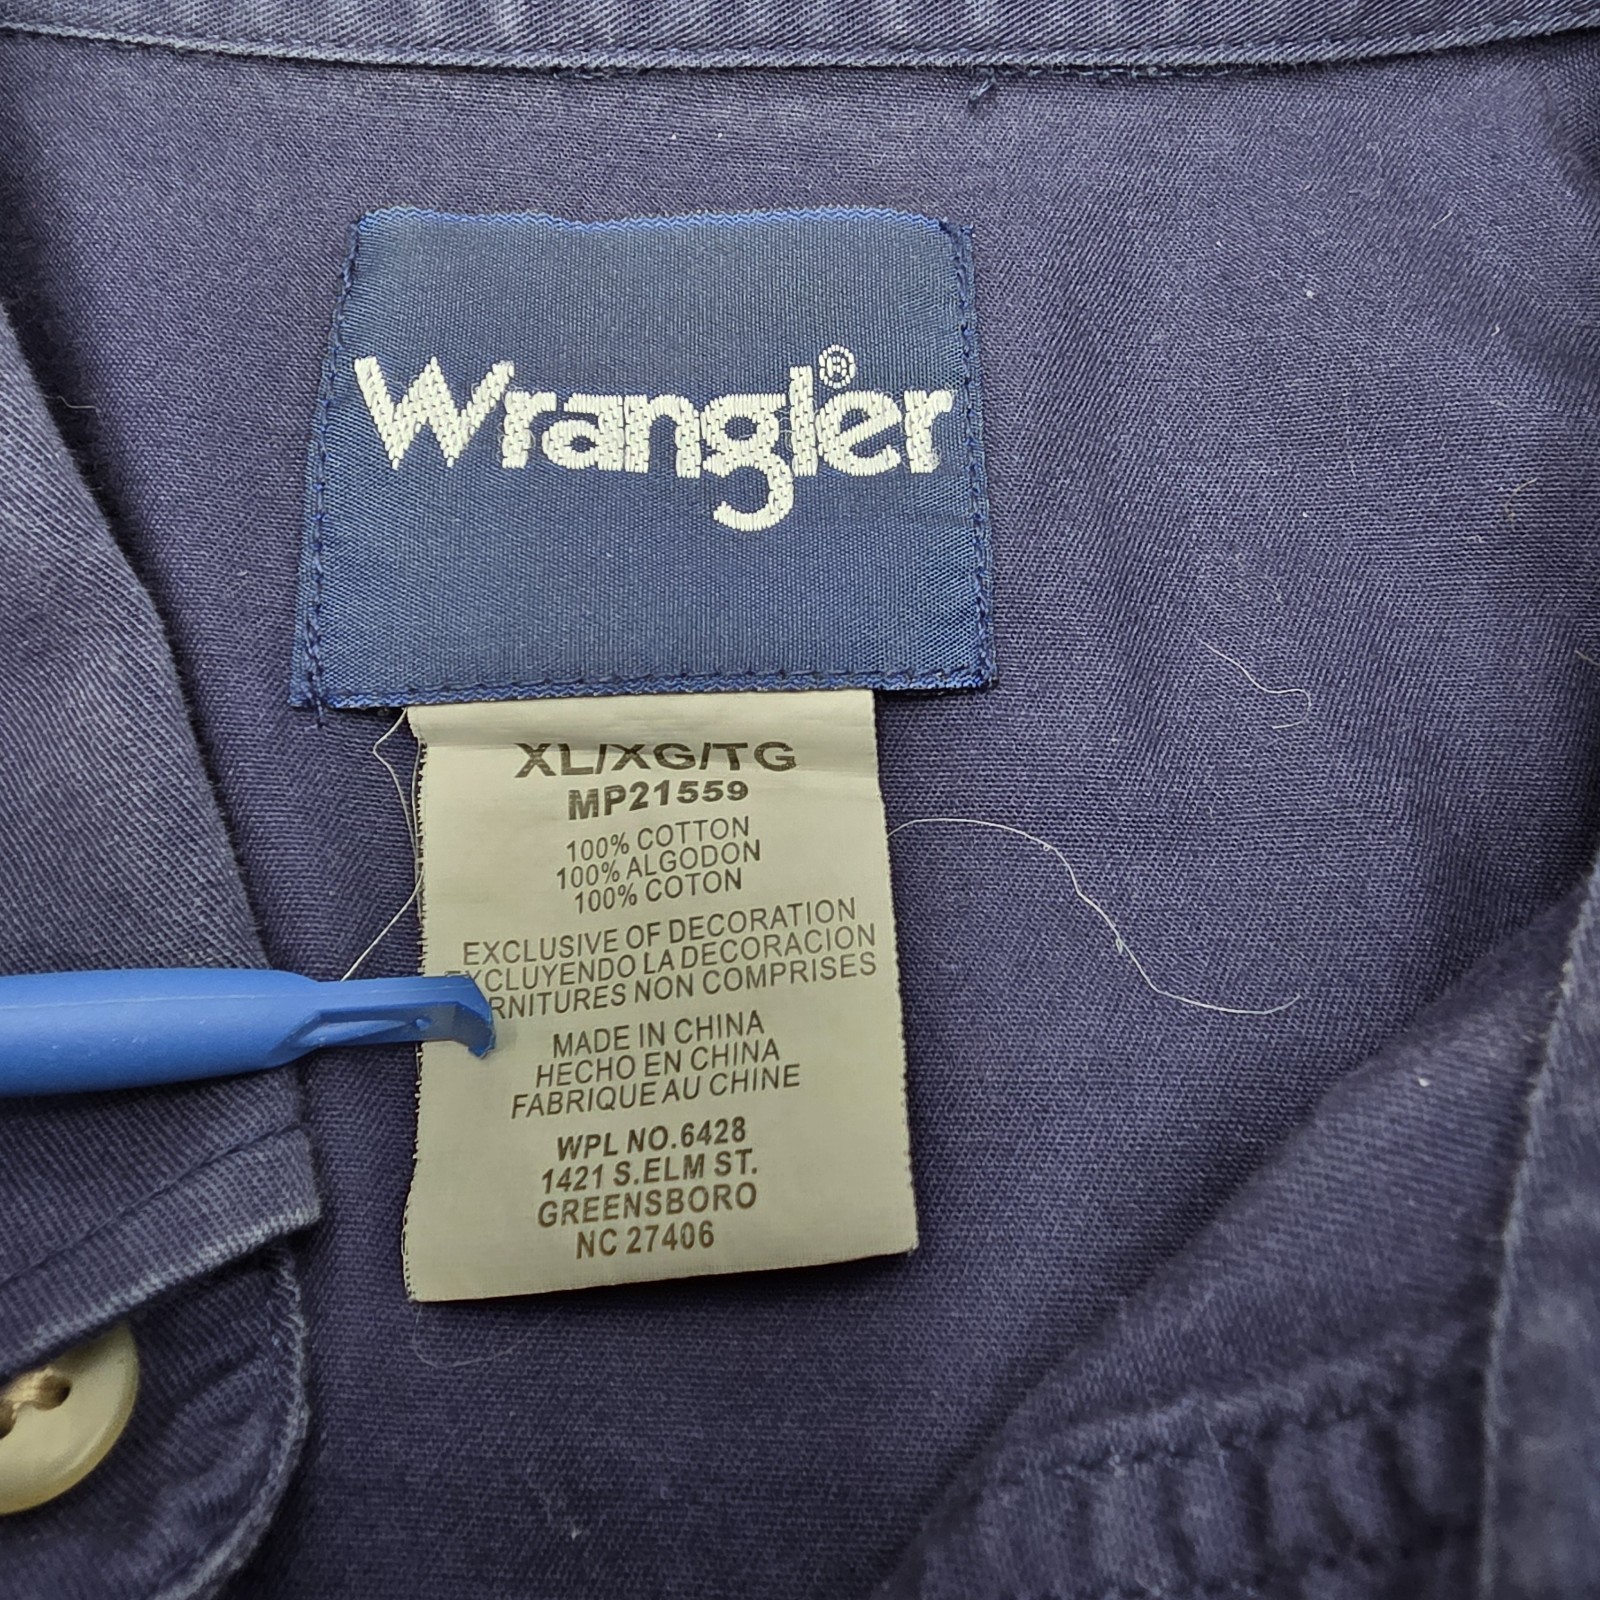 Wrangler®
XL/XG/TG
MP21559
100% COTTON
100% ALGODON
100% COTON
EXCLUSIVE OF DECORATION
EXCLUYENDO LA DECORACION
RNITURES NON COMPRISES
MADE IN CHINA
HECHO EN CHINA
FABRIQUE AU CHINE
WPL NO.6428
1421 S.ELM ST.
GREENSBORO
NC 27406